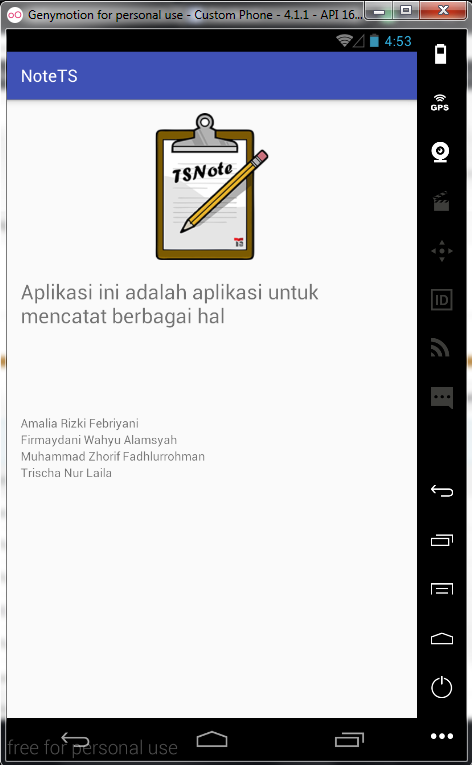 Genymotion for personal use - Custom Phone - 4.1.1 - API 16...
4:53
NoteTS
GPS
TSNote
ID
Aplikasi ini adalah aplikasi untuk
mencatat berbagai hal
Amalia Rizki Febriyani
Firmaydani Wahyu Alamsyah
Muhammad Zhorif Fadhlurrohman
Trischa Nur Laila
free for personal use